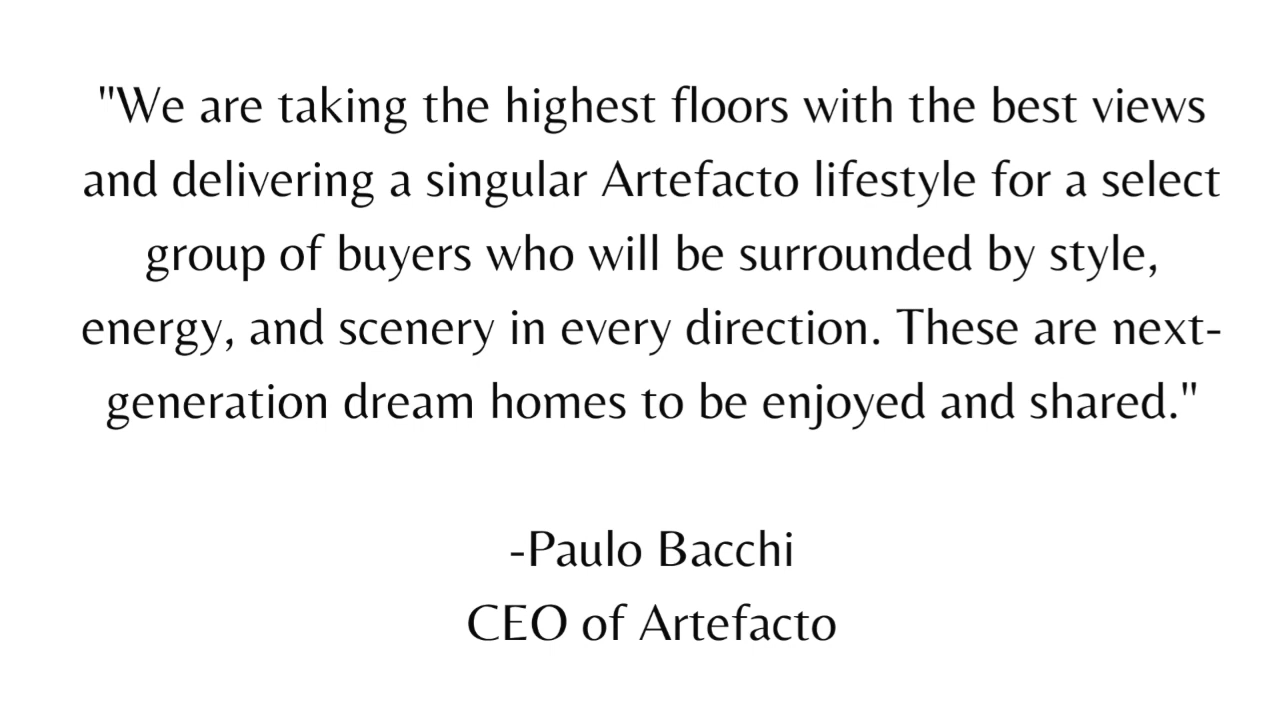 "We are taking the highest floors with the best views
and delivering a singular Artefacto lifestyle for a select
group of buyers who will be surrounded by style,
energy, and scenery in every direction. These are next-
generation dream homes to be enjoyed and shared."
-Paulo Bacchi
CEO of Artefacto